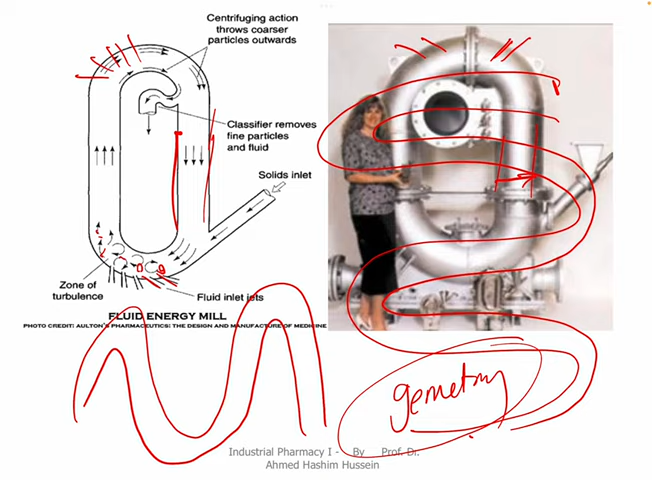 Centrifuging action
throws coarser
particles outwards
Classifier removes
fine particles
and fluid
Solids inlet
Zone of
turbulence
Fluid inlet jets
FLUID ENERGY MILL
PHOTO CREDIT: AULTON'S PHARMACEUTICS: THE DESIGN AND MANUFACTURE OF MEDICINE
P
gemetry
Industrial Pharmacy I - By Prof. Dr.
Ahmed Hashim Hussein